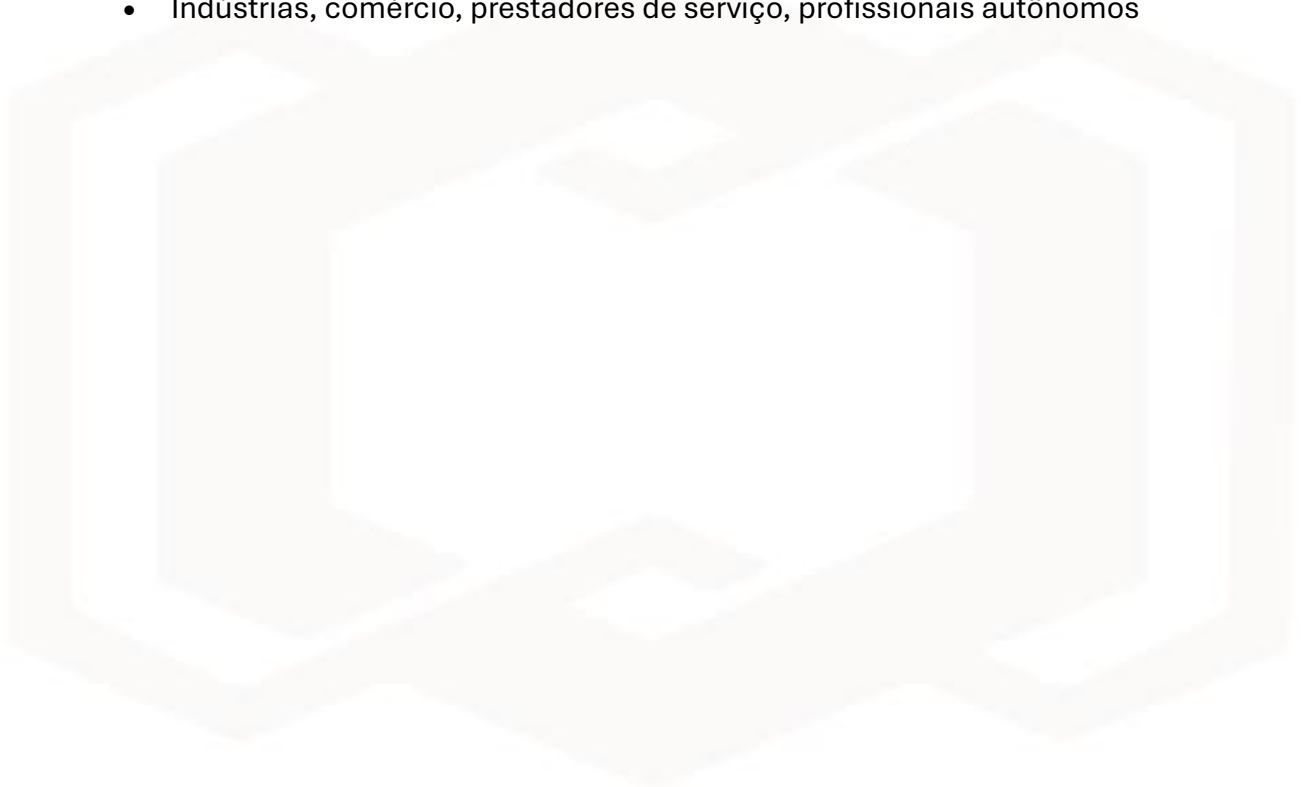 • Indústrias, comércio, prestadores de serviço, profissionais autônomos